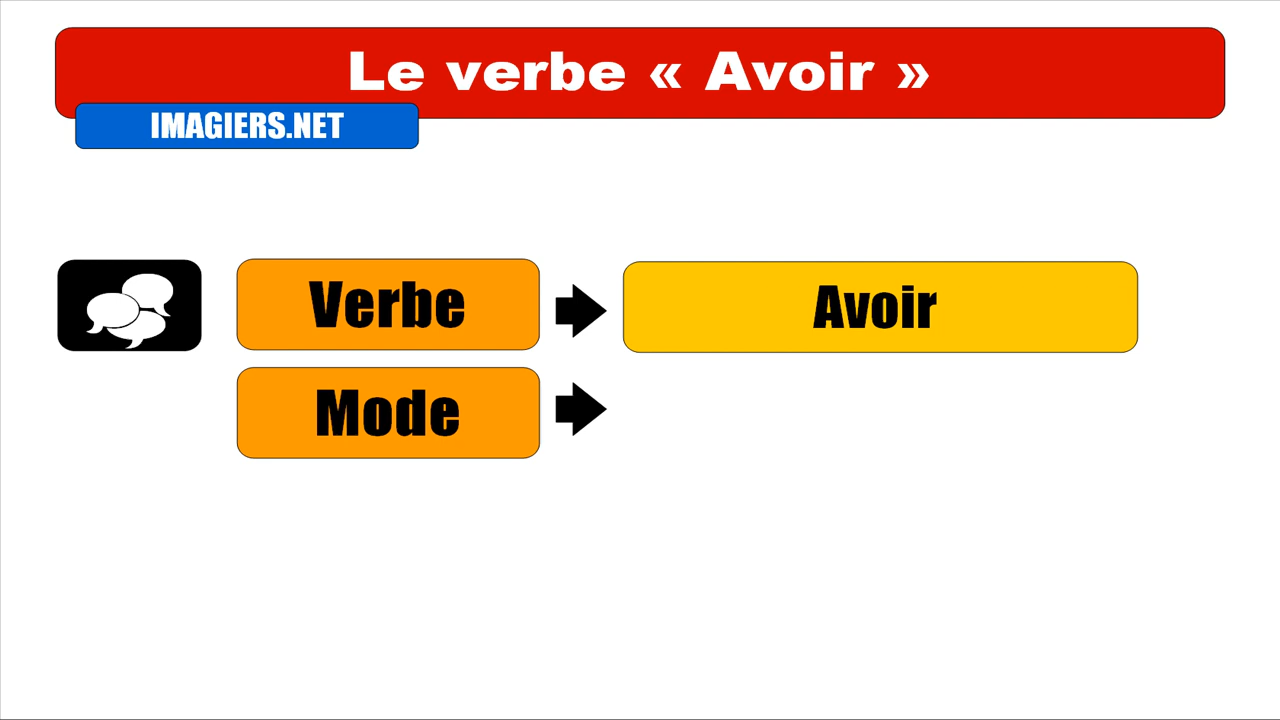 Le verbe « Avoir »
IMAGIERS.NET
Verbe
Avoir
Mode